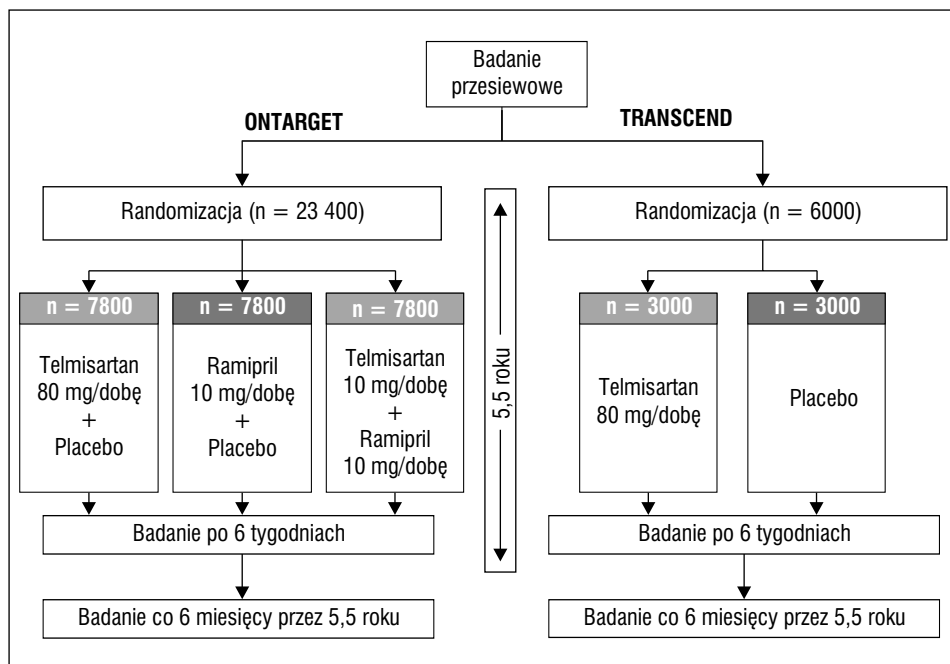 Badanie
przesiewowe
ONTARGET
TRANSCEND
Randomizacja (n = 23 400)
n = 7800
Telmisartan
80 mg/dobę
+
Placebo
n = 7800
Ramipril
10 mg/dobę
+
Placebo
n = 7800
Telmisartan
10 mg/dobę
+
Ramipril
10 mg/dobę
Badanie po 6 tygodniach
Badanie co 6 miesięcy przez 5,5 roku
5,5 roku
Randomizacja (n = 6000)
n = 3000
Telmisartan
80 mg/dobę
n = 3000
Placebo
Badanie po 6 tygodniach
Badanie co 6 miesięcy przez 5,5 roku